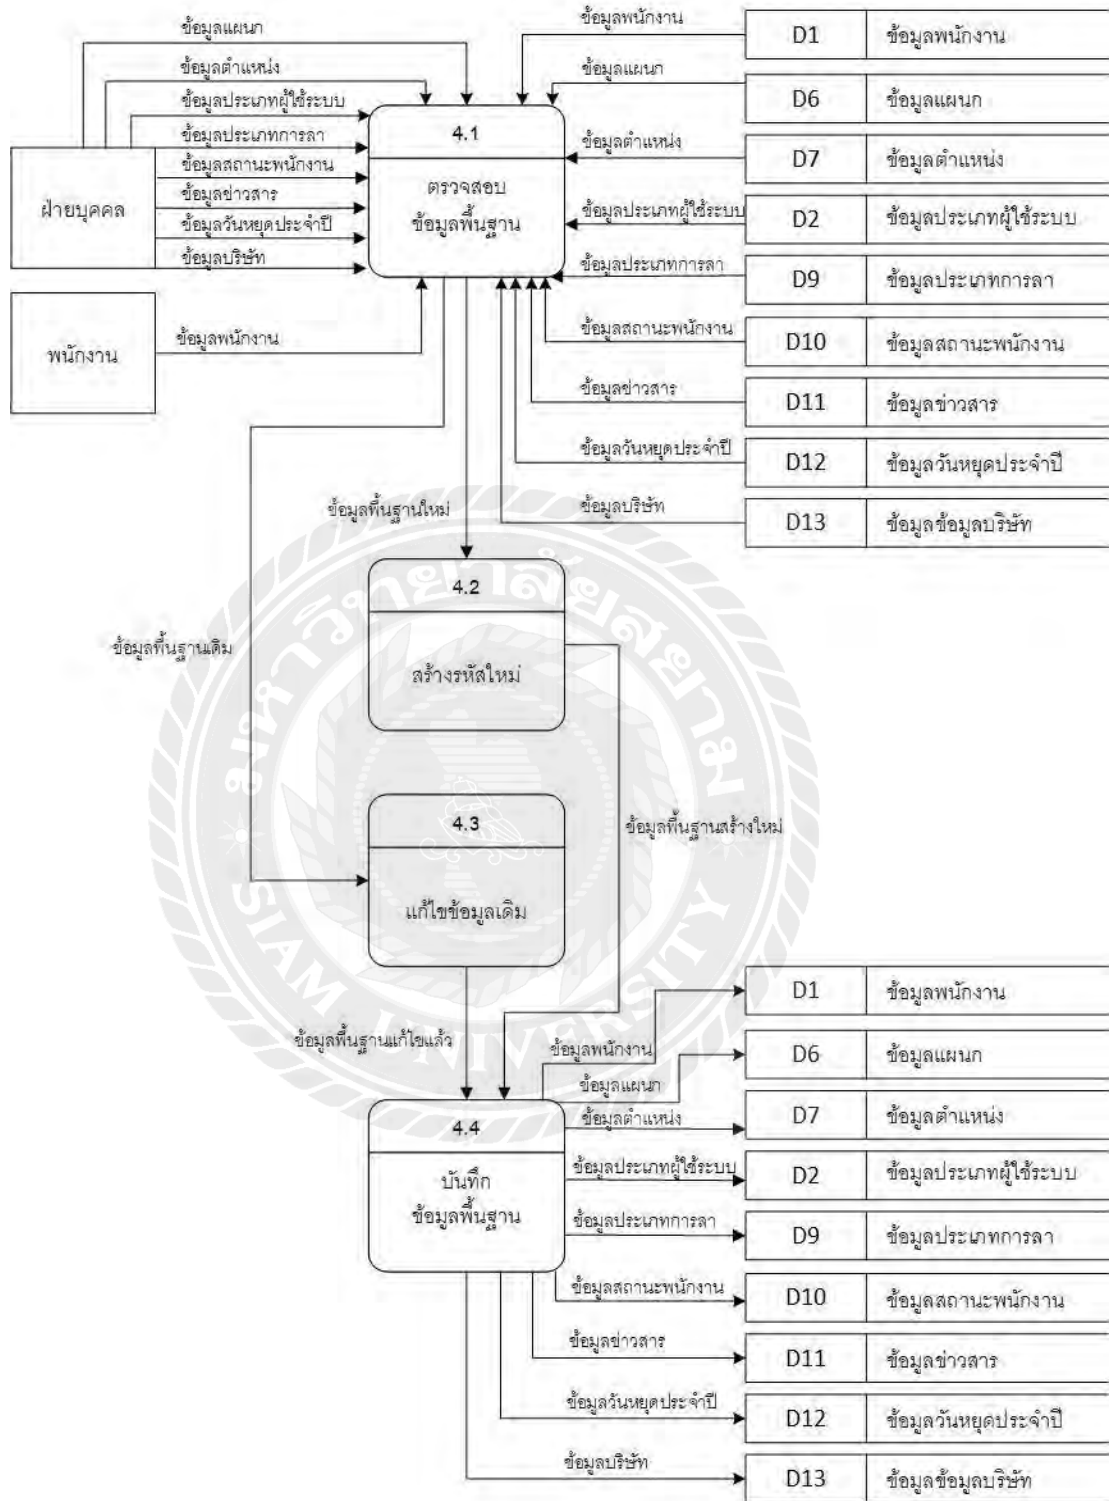 ข้อมูลแผนก
ข้อมูลตำแหน่ง
ข้อมูลประเภทผู้ใช้ระบบ
ข้อมูลประเภทการลา
ข้อมูลสถานะพนักงาน
ข้อมูลข่าวสาร
ข้อมูลวันหยุดประจำปี
ข้อมูลบริษัท
ฝ่ายบุคคล
พนักงาน
ข้อมูลพนักงาน
4.1
ตรวจสอบ
ข้อมูลพื้นฐาน
ข้อมูลพนักงาน
D1 ข้อมูลพนักงาน
ข้อมูลแผนก
D6 ข้อมูลแผนก
ข้อมูลตำแหน่ง
D7 ข้อมูลตำแหน่ง
ข้อมูลประเภทผู้ใช้ระบบ
D2 ข้อมูลประเภทผู้ใช้ระบบ
ข้อมูลประเภทการลา
D9 ข้อมูลประเภทการลา
ข้อมูลสถานะพนักงาน
D10 ข้อมูลสถานะพนักงาน
ข้อมูลข่าวสาร
D11 ข้อมูลข่าวสาร
ข้อมูลวันหยุดประจำปี
D12 ข้อมูลวันหยุดประจำปี
ข้อมูลบริษัท
D13 ข้อมูลข้อมูลบริษัท
ข้อมูลพื้นฐานใหม่
4.2
สร้างรหัสใหม่
ข้อมูลพื้นฐานเดิม
4.3
แก้ไขข้อมูลเดิม
ข้อมูลพื้นฐานสร้างใหม่
มหาวิทยาลัยสยาม
SIAM UNIVERSITY
ข้อมูลพื้นฐานแก้ไขแล้ว
4.4
บันทึก
ข้อมูลพื้นฐาน
ข้อมูลพนักงาน
D1 ข้อมูลพนักงาน
ข้อมูลแผนก
D6 ข้อมูลแผนก
ข้อมูลตำแหน่ง
D7 ข้อมูลตำแหน่ง
ข้อมูลประเภทผู้ใช้ระบบ
D2 ข้อมูลประเภทผู้ใช้ระบบ
ข้อมูลประเภทการลา
D9 ข้อมูลประเภทการลา
ข้อมูลสถานะพนักงาน
D10 ข้อมูลสถานะพนักงาน
ข้อมูลข่าวสาร
D11 ข้อมูลข่าวสาร
ข้อมูลวันหยุดประจำปี
D12 ข้อมูลวันหยุดประจำปี
ข้อมูลบริษัท
D13 ข้อมูลข้อมูลบริษัท